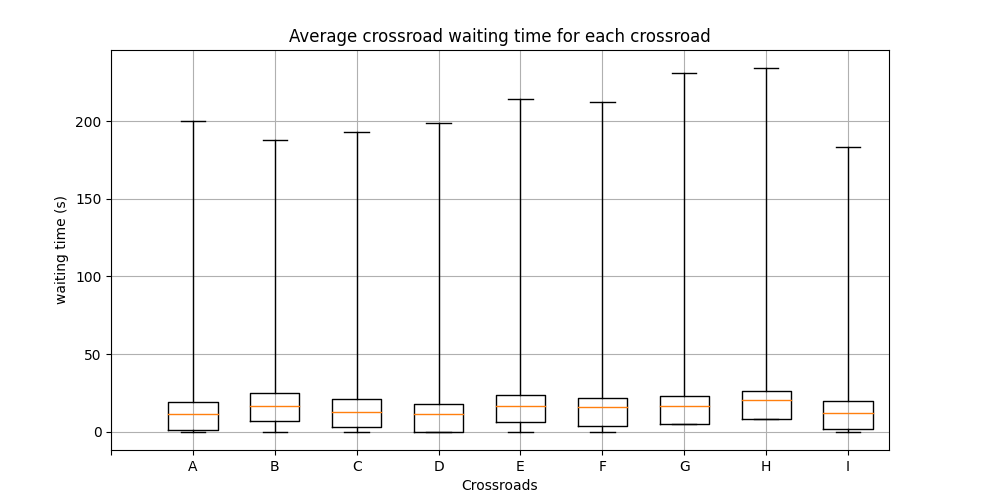 Average crossroad waiting time for each crossroad
waiting time (s)
200
150
100
50
0
A B C D E F G H I
Crossroads